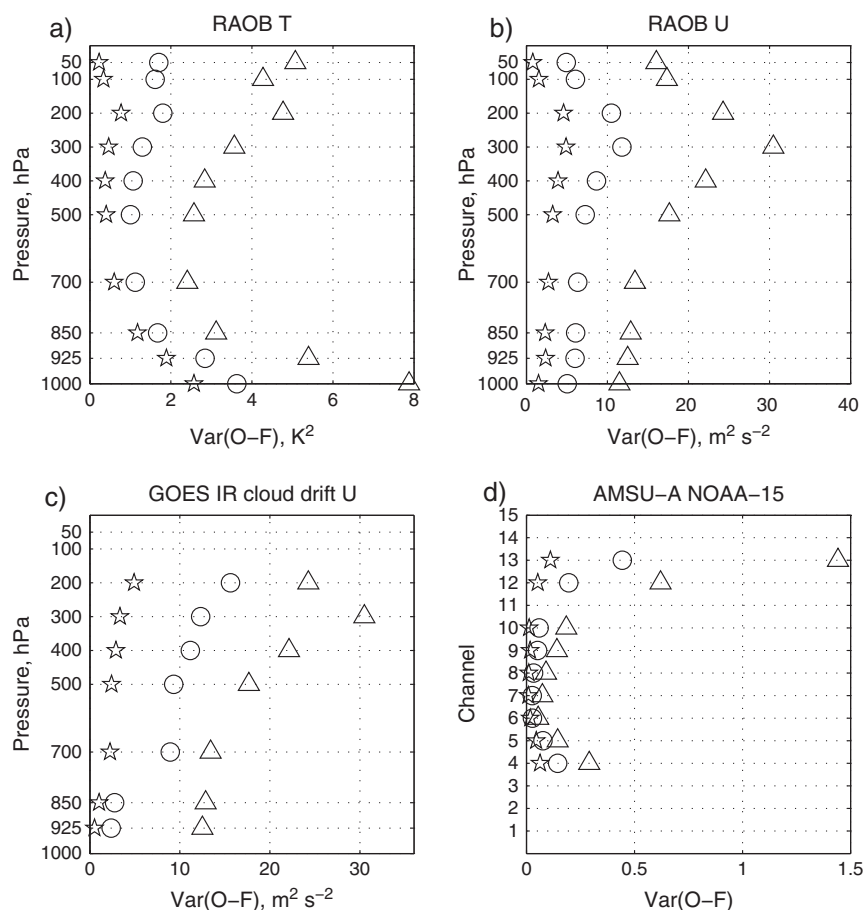 a)
RAOB T
50
100
200
300
400
500
700
850
925
1000
Pressure, hPa
0 2 4 6 8
Var(O−F), K²
b)
RAOB U
50
100
200
300
400
500
700
850
925
1000
Pressure, hPa
0 10 20 30 40
Var(O−F), m² s⁻²
c)
GOES IR cloud drift U
50
100
200
300
400
500
700
850
925
1000
Pressure, hPa
0 10 20 30
Var(O−F), m² s⁻²
d)
AMSU−A NOAA−15
15
14
13
12
10
9
8
7
6
5
4
3
2
1
Channel
0 0.5 1 1.5
Var(O−F)